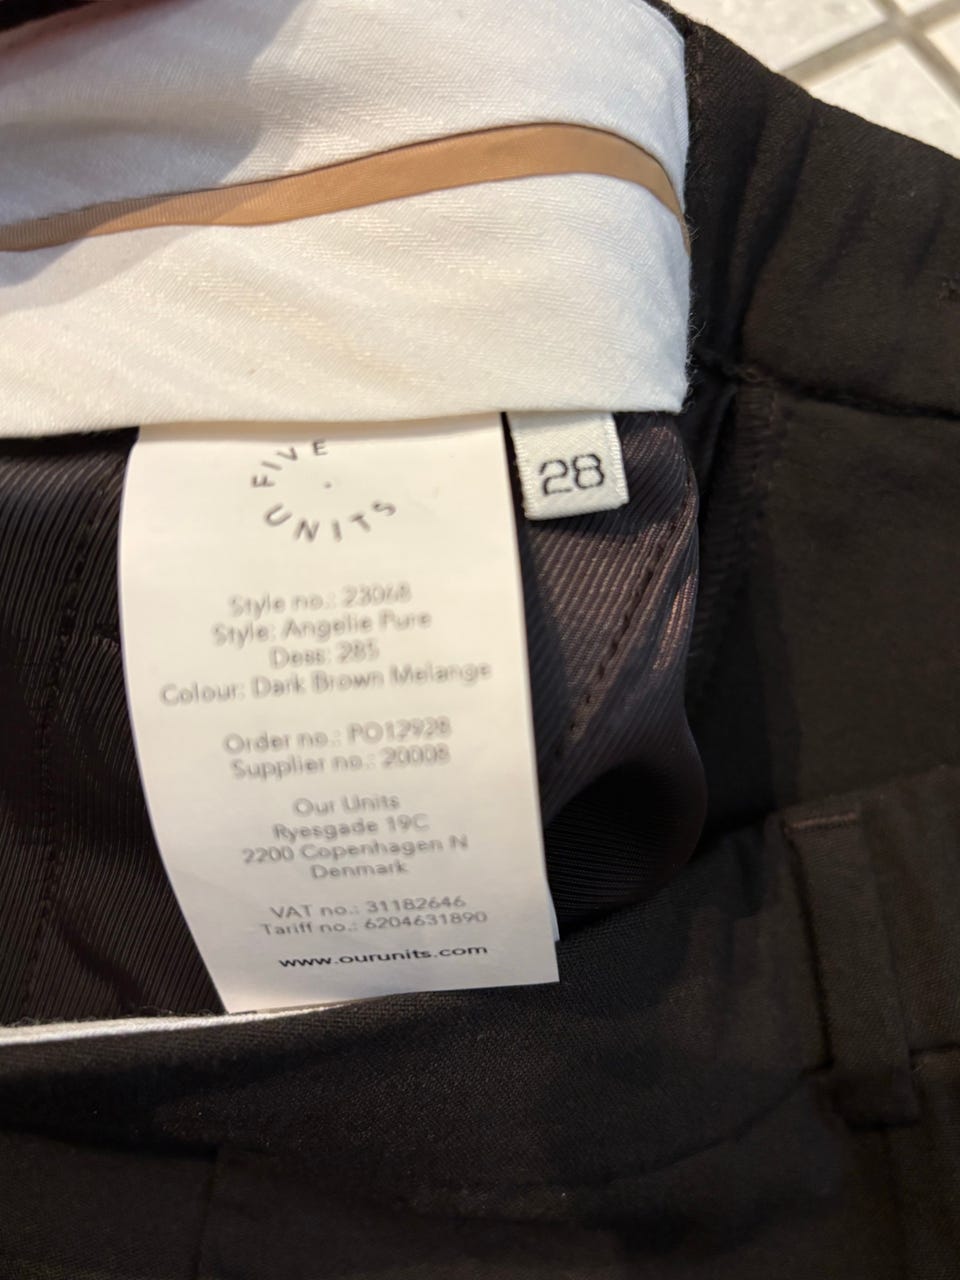 FIVE
UNITS
28
Style no.: 23068
Style: Angelie Pure
Dess: 285
Colour: Dark Brown Melange
Order no.: PO12928
Supplier no.: 20008
Our Units
Ryesgade 19C
2200 Copenhagen N
Denmark
VAT no.: 31182646
Tariff no.: 6204631890
www.ourunits.com